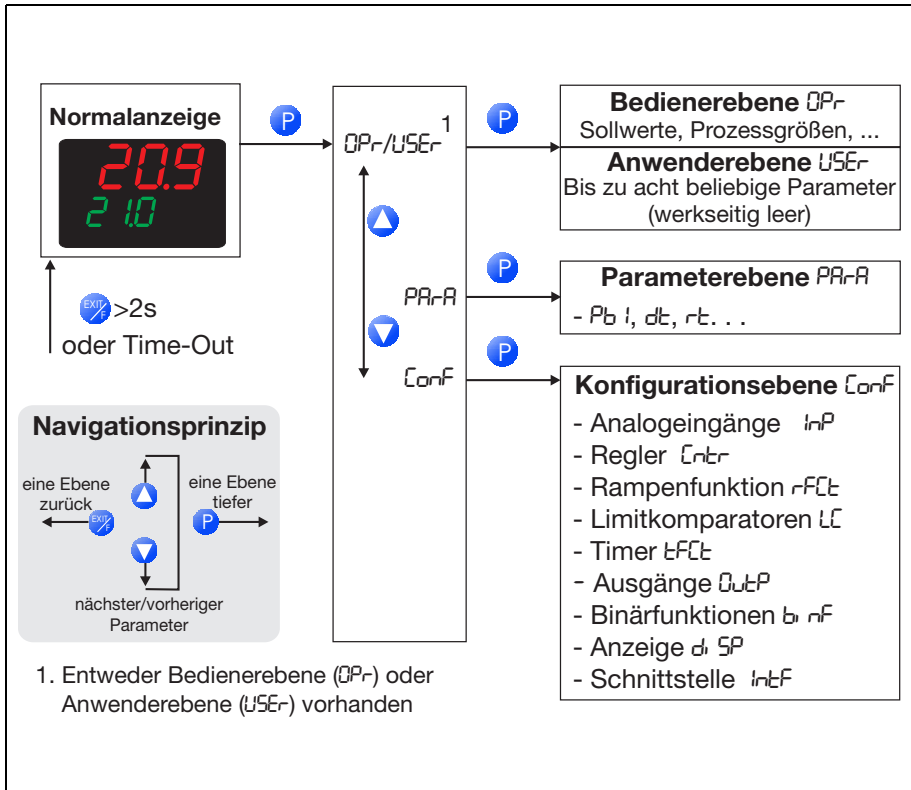 Normalanzeige
20.9
21.0
P
EXIT/F >2s
oder Time-Out
OPr/USEr 1
PArA
ConF
P
Bedienerebene OPr
Sollwerte, Prozessgrößen, ...
Anwenderebene USEr
Bis zu acht beliebige Parameter
(werkseitig leer)
P
Parameterebene PArA
- Pb1, dt, rt. . .
P
Konfigurationsebene ConF
- Analogeingänge InP
- Regler Cntr
- Rampenfunktion rFCt
- Limitkomparatoren LC
- Timer tFCt
- Ausgänge OutP
- Binärfunktionen binF
- Anzeige diSP
- Schnittstelle IntF
Navigationsprinzip
eine Ebene
zurück
EXIT/F
eine Ebene
tiefer
P
nächster/vorheriger
Parameter
1. Entweder Bedienerebene (OPr) oder
Anwenderebene (USEr) vorhanden